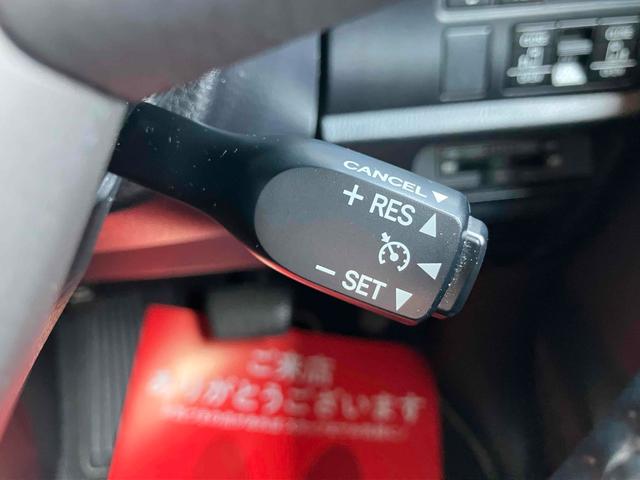 CANCEL ▼
+ RES ▲
◀
− SET ▼
ご来店
ありがとうございます